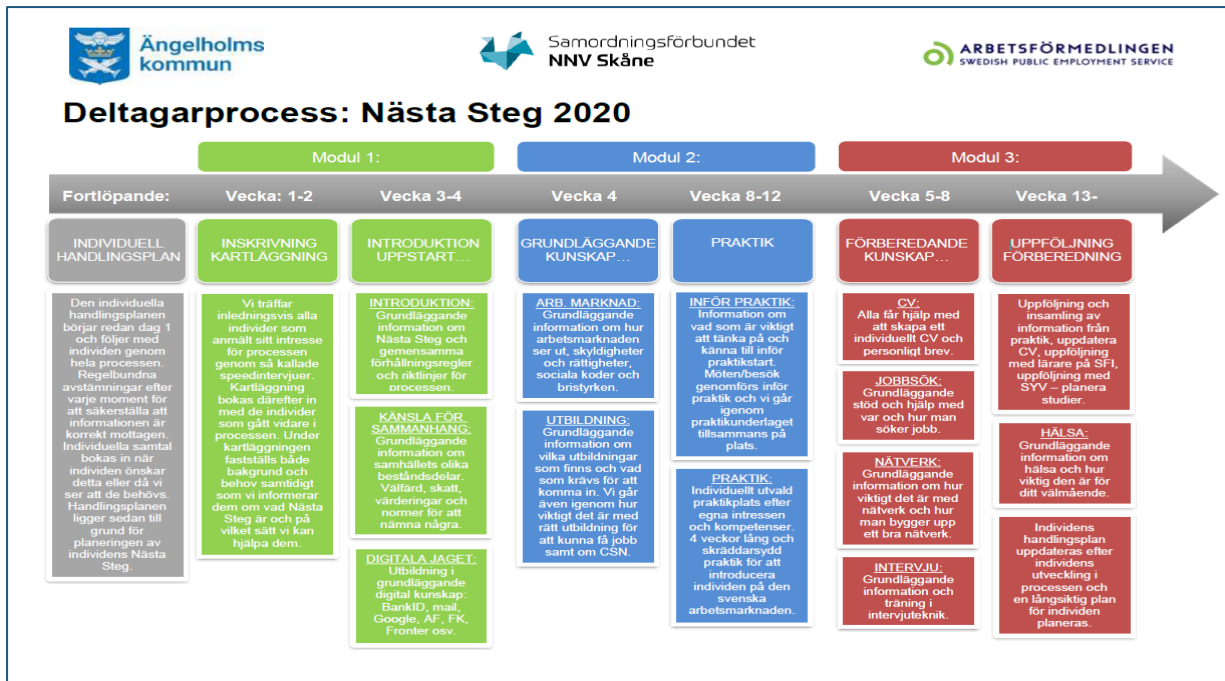 Ängelholms
kommun
Samordningsförbundet
NNV Skåne
ARBETSFÖRMEDLINGEN
SWEDISH PUBLIC EMPLOYMENT SERVICE
Deltagarprocess: Nästa Steg 2020
Modul 1:
Modul 2:
Modul 3:
Fortlöpande:
Vecka: 1-2
Vecka 3-4
Vecka 4
Vecka 8-12
Vecka 5-8
Vecka 13-
INDIVIDUELL
HANDLINGSPLAN
Den individuella
handlingsplanen
börjar redan dag 1
och följer med
individen genom
hela processen.
Regelbundna
avstämningar efter
varje moment för
att säkerställa att
informationen är
korrekt mottagen.
Individuella samtal
bokas in när
individen önskar
detta eller då vi
ser att de behövs.
Handlingsplanen
ligger sedan till
grund för
planeringen av
individens Nästa
Steg.
INSKRIVNING
KARTLÄGGNING
Vi träffar
inledningsvis alla
individer som
anmält sitt intresse
för processen
genom så kallade
speedintervjuer.
Kartläggning
bokas därefter in
med de individer
som gått vidare i
processen. Under
kartläggningen
fastställs både
bakgrund och
behov samtidigt
som vi informerar
dem om vad Nästa
Steg är och på
vilket sätt vi kan
hjälpa dem.
INTRODUKTION
UPPSTART…
INTRODUKTION:
Grundläggande
information om
Nästa Steg och
gemensamma
förhållningsregler
och riktlinjer för
processen.
KÄNSLA FÖR
SAMMANHANG:
Grundläggande
information om
samhällets olika
beståndsdelar.
Välfärd, skatt,
värderingar och
normer för att
nämna några.
DIGITALA JAGET:
Utbildning i
grundläggande
digital kunskap:
BankID, mail,
Google, AF, FK,
Fronter osv.
GRUNDLÄGGANDE
KUNSKAP…
ARB. MARKNAD:
Grundläggande
information om hur
arbetsmarknaden
ser ut, skyldigheter
och rättigheter,
sociala koder och
bristyrken.
UTBILDNING:
Grundläggande
information om
vilka utbildningar
som finns och vad
som krävs för att
komma in. Vi går
även igenom hur
viktigt det är med
rätt utbildning för
att kunna få jobb
samt om CSN.
PRAKTIK
INFÖR PRAKTIK:
Information om
vad som är viktigt
att tänka på och
känna till inför
praktikstart.
Möten/besök
genomförs inför
praktik och vi går
igenom
praktikunderlaget
tillsammans på
plats.
PRAKTIK:
Individuellt utvald
praktikplats efter
egna intressen
och kompetenser.
4 veckor lång och
skräddarsydd
praktik för att
introducera
individen på den
svenska
arbetsmarknaden.
FÖRBEREDANDE
KUNSKAP…
CV:
Alla får hjälp med
att skapa ett
individuellt CV och
personligt brev.
JOBBSÖK:
Grundläggande
stöd och hjälp med
var och hur man
söker jobb.
NÄTVERK:
Grundläggande
information om hur
viktigt det är med
nätverk och hur
man bygger upp
ett bra nätverk.
INTERVJU:
Grundläggande
information och
träning i
intervjuteknik.
UPPFÖLJNING
FÖRBEREDNING
Uppföljning och
insamling av
information från
praktik, uppdatera
CV, uppföljning
med lärare på SFI,
uppföljning med
SYV – planera
studier.
HÄLSA:
Grundläggande
information om
hälsa och hur
viktig den är för
ditt välmående.
Individens
handlingsplan
uppdateras efter
individens
utveckling i
processen och
en långsiktig plan
för individen
planeras.